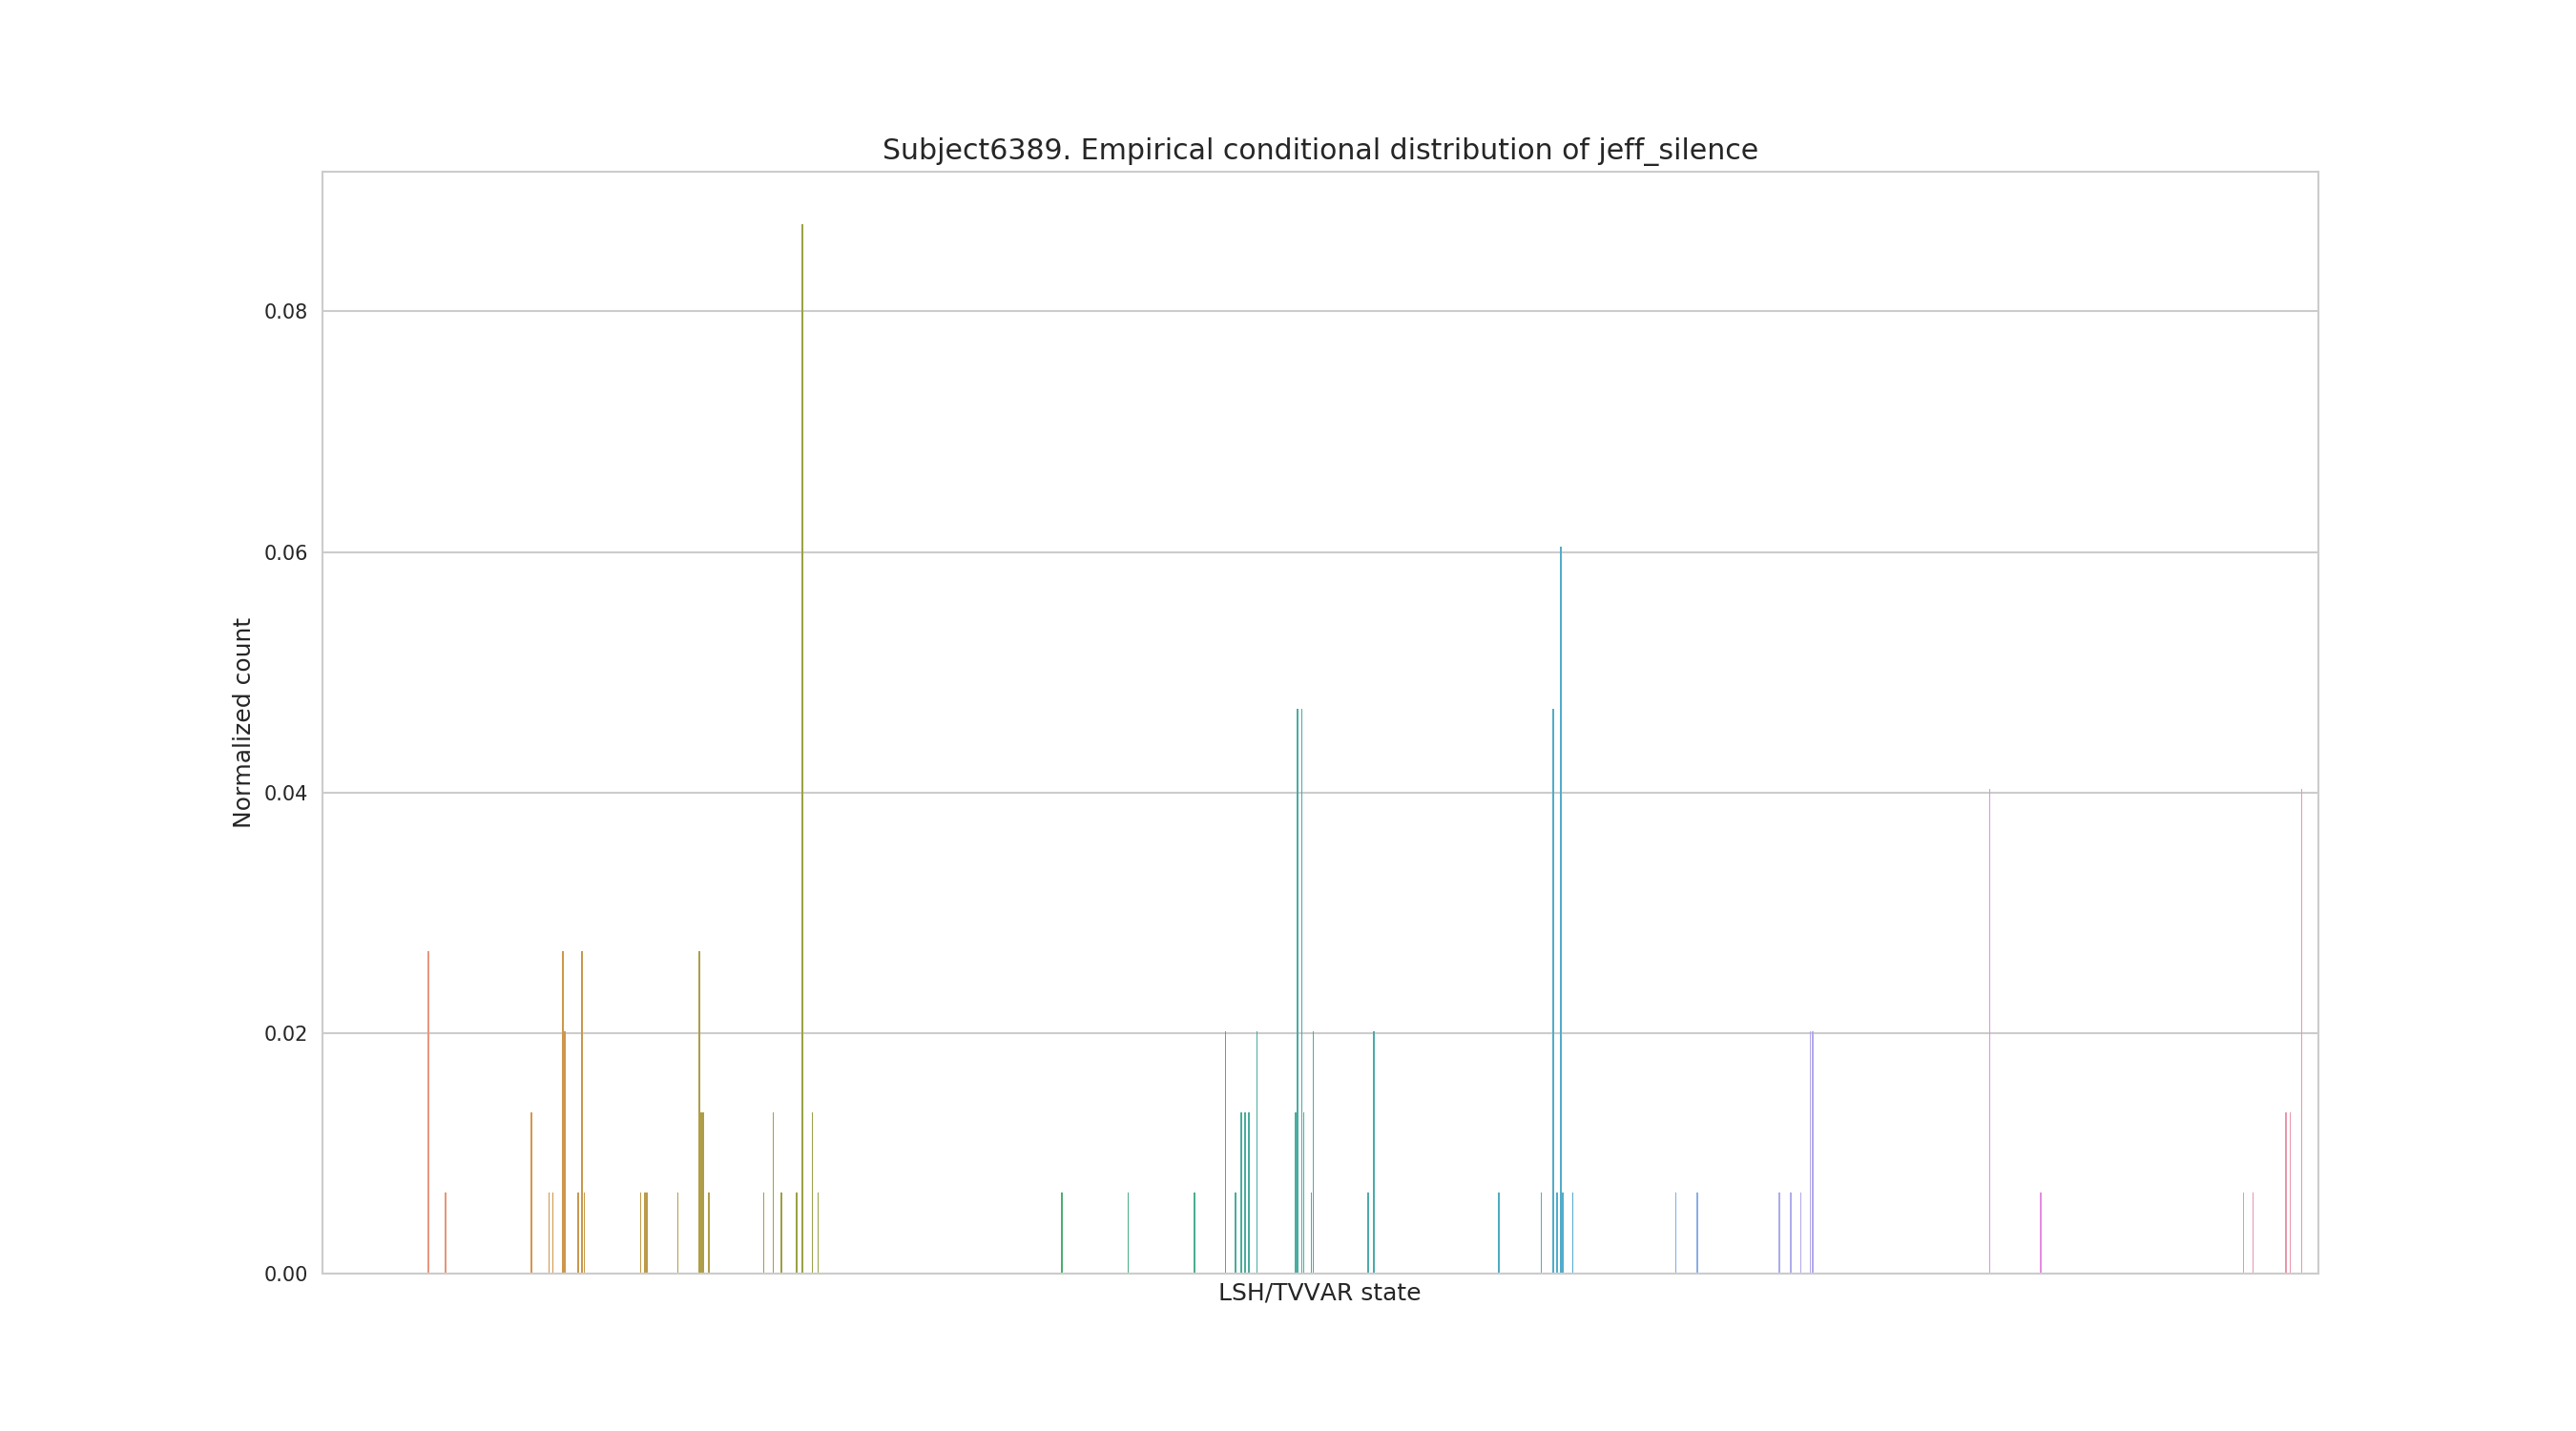 Subject6389. Empirical conditional distribution of jeff_silence
Normalized count
0.08
0.06
0.04
0.02
0.00
LSH/TVVAR state